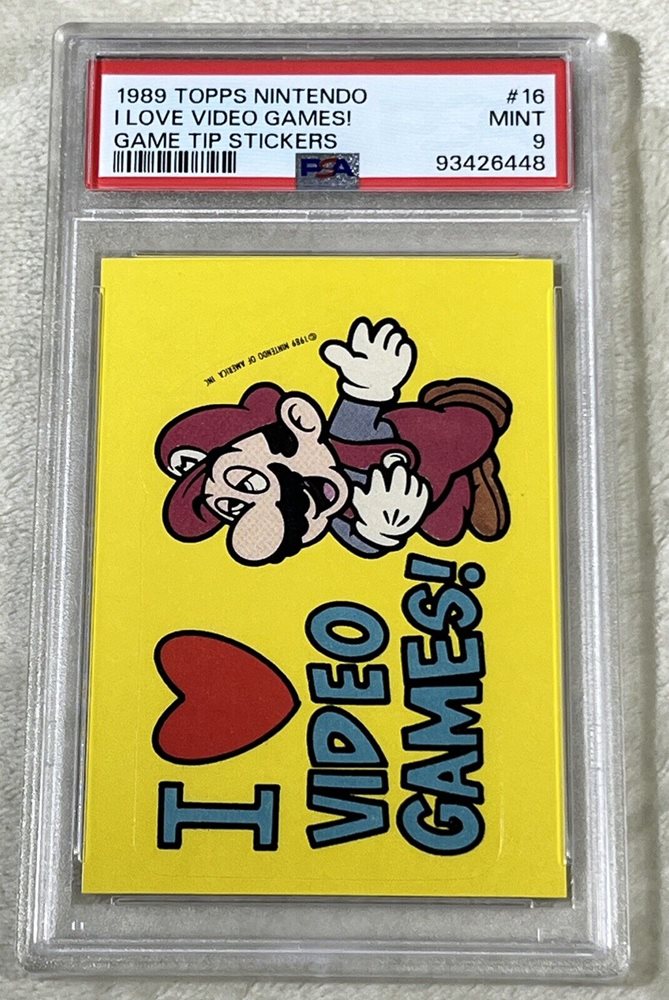 1989 TOPPS NINTENDO #16
I LOVE VIDEO GAMES! MINT
GAME TIP STICKERS 9
PSA 93426448
©1989 NINTENDO OF AMERICA INC.
M
I
VIDEO
GAMES!